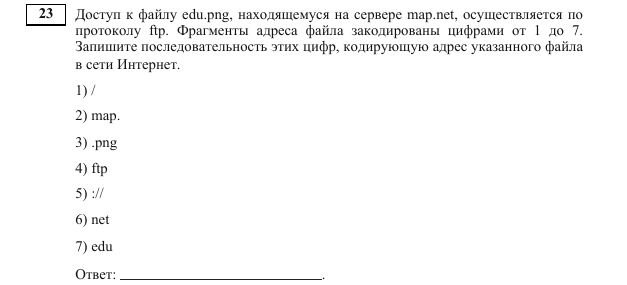 23 Доступ к файлу edu.png, находящемуся на сервере map.net, осуществляется по
протоколу ftp. Фрагменты адреса файла закодированы цифрами от 1 до 7.
Запишите последовательность этих цифр, кодирующую адрес указанного файла
в сети Интернет.
1) /
2) map.
3) .png
4) ftp
5) ://
6) net
7) edu
Ответ: ______________________________.